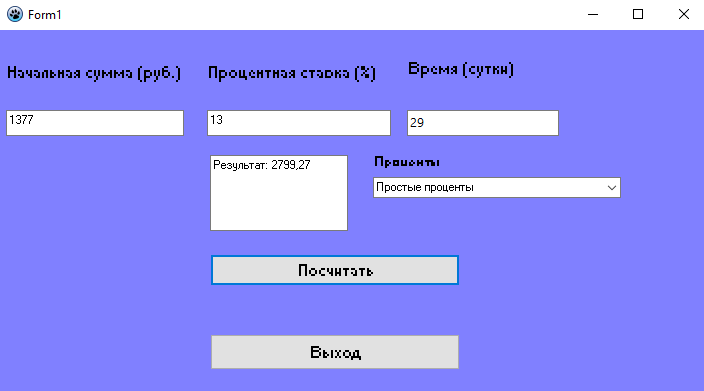 Form1
Начальная сумма (руб.)
Процентная ставка (%)
Время (сутки)
1377
13
29
Результат: 2799,27
Проценты
Простые проценты
Посчитать
Выход